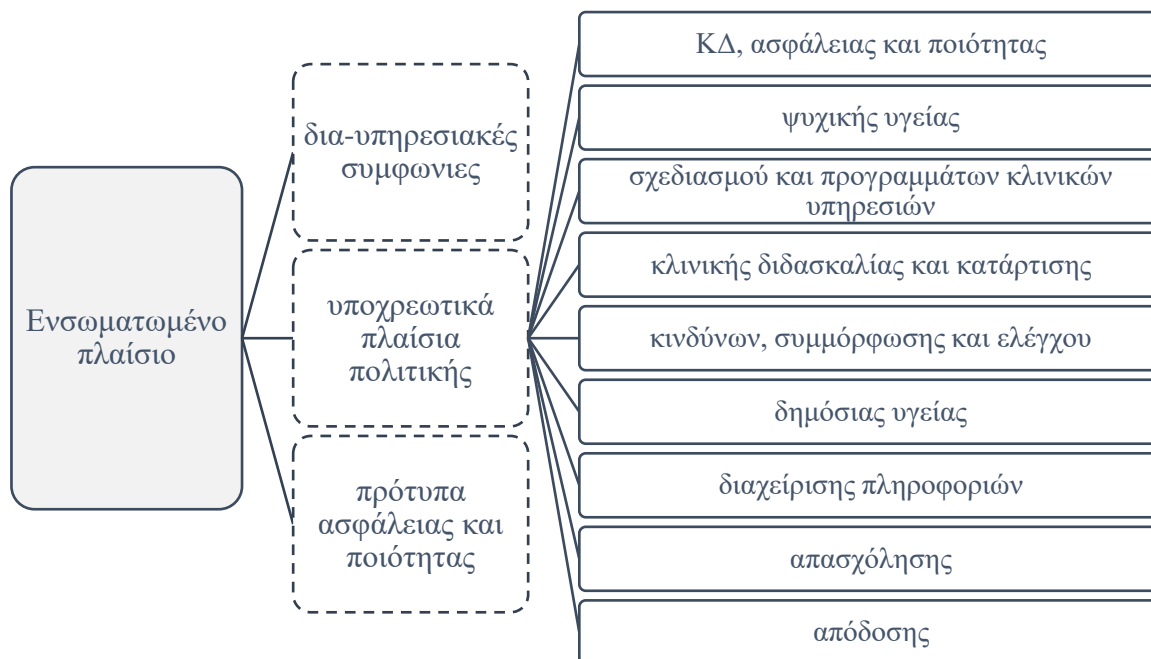 Ενσωματωμένο
πλαίσιο
δια-υπηρεσιακές
συμφωνιες
υποχρεωτικά
πλαίσια
πολιτικής
πρότυπα
ασφάλειας και
ποιότητας
ΚΔ, ασφάλειας και ποιότητας
ψυχικής υγείας
σχεδιασμού και προγραμμάτων κλινικών
υπηρεσιών
κλινικής διδασκαλίας και κατάρτισης
κινδύνων, συμμόρφωσης και ελέγχου
δημόσιας υγείας
διαχείρισης πληροφοριών
απασχόλησης
απόδοσης